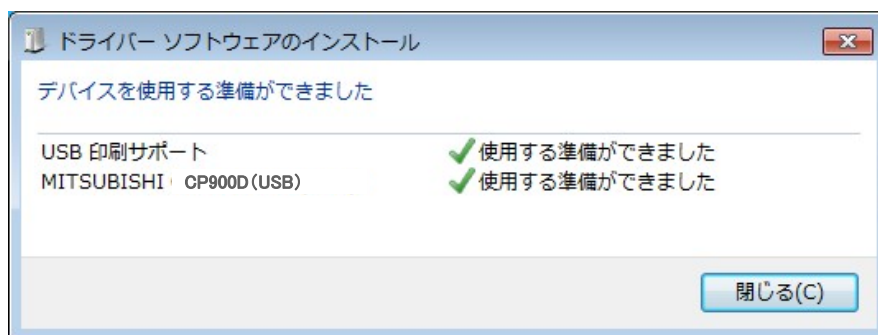 ドライバー ソフトウェアのインストール
デバイスを使用する準備ができました
USB 印刷サポート 使用する準備ができました
MITSUBISHI CP900D(USB) 使用する準備ができました
閉じる(C)